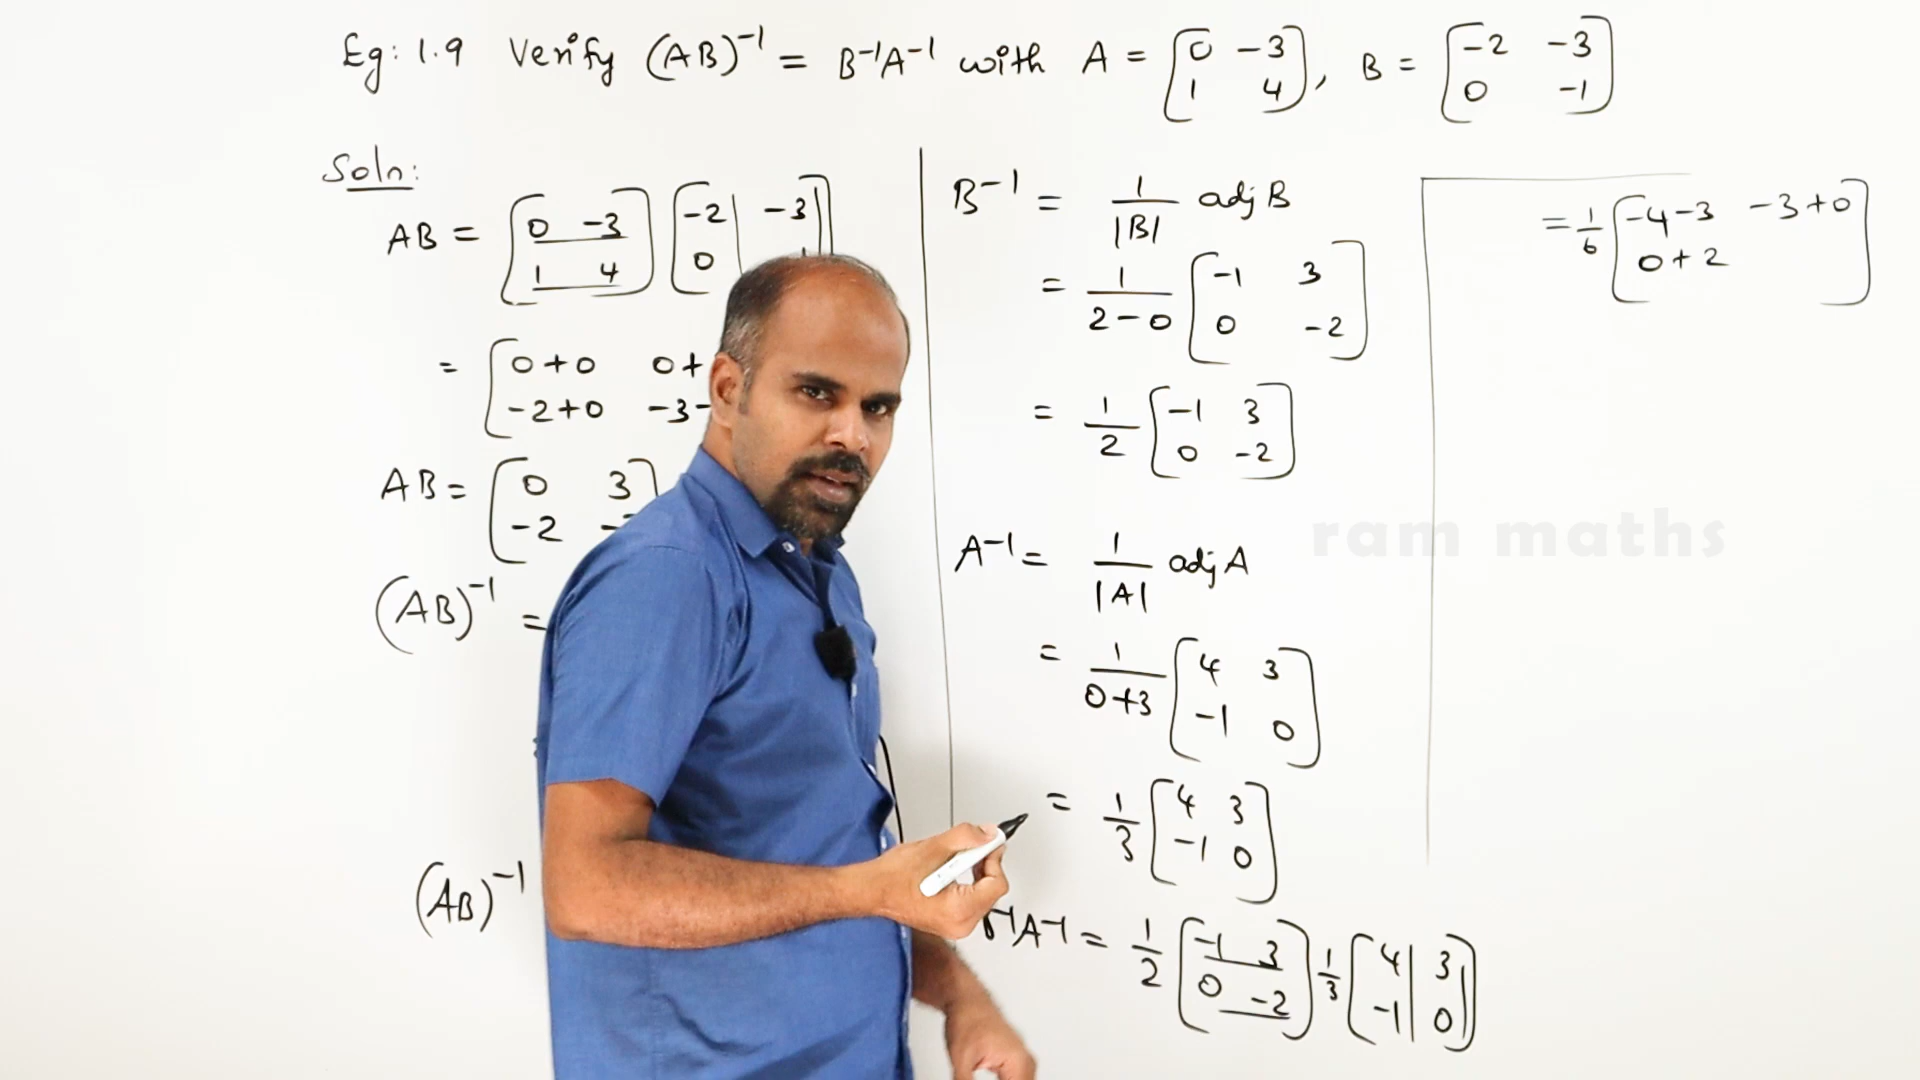 Eg: 1.9 Verify (AB)⁻¹ = B⁻¹A⁻¹ with A = [0 -3; 1 4], B = [-2 -3; 0 -1]
Soln:
AB = [0 -3; 1 4] [-2 -3; 0
= [0+0 0+; -2+0 -3-
AB = [0 3; -2 -
(AB)⁻¹ =
(AB)⁻¹
B⁻¹ = 1/|B| adj B
= 1/(2-0) [-1 3; 0 -2]
= 1/2 [-1 3; 0 -2]
A⁻¹ = 1/|A| adj A
= 1/(0+3) [4 3; -1 0]
= 1/3 [4 3; -1 0]
⁻¹A⁻¹ = 1/2 [-1 3; 0 -2] 1/3 [4 3; -1 0]
= 1/6 [-4-3 -3+0; 0+2
ram maths